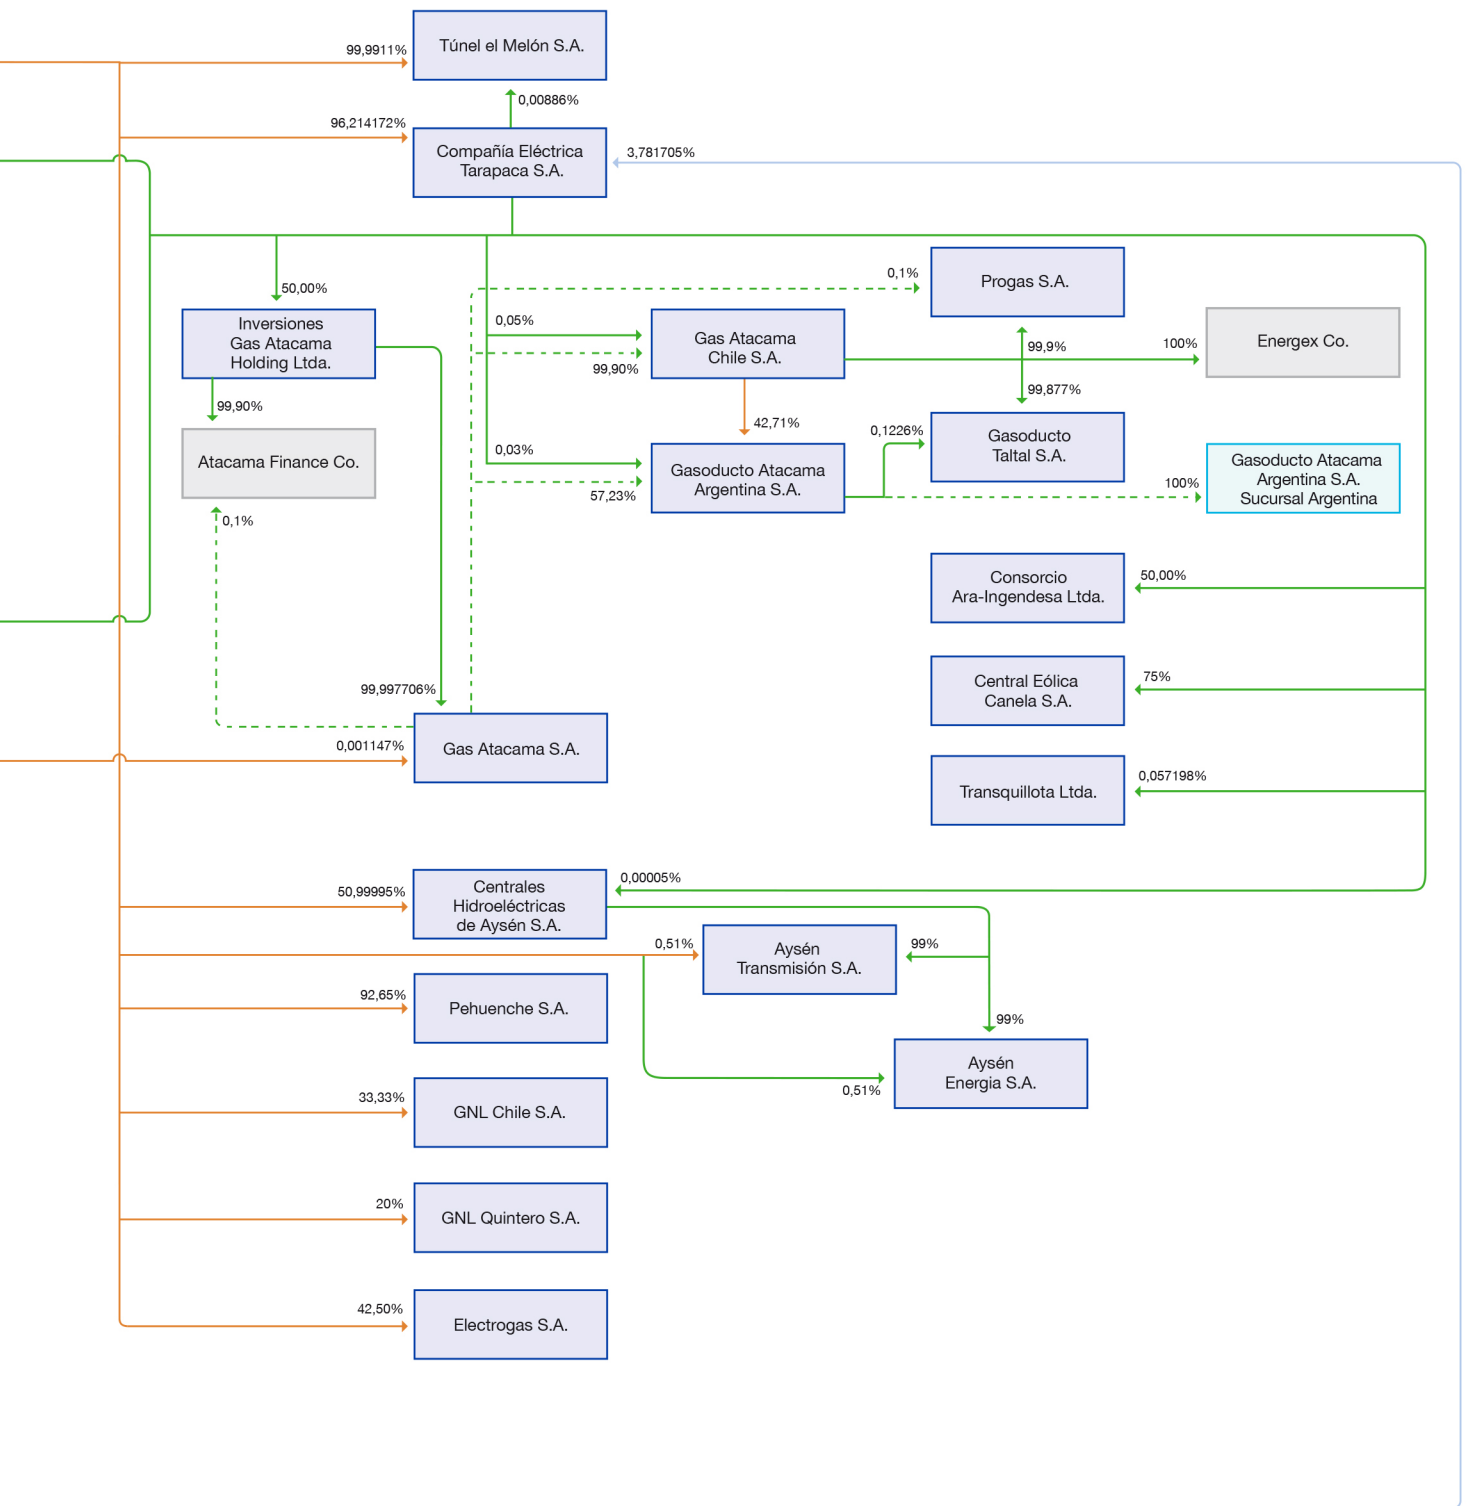 99,9911%
Túnel el Melón S.A.
0,00886%
96,214172%
Compañía Eléctrica
Tarapaca S.A.
3,781705%
50,00%
Inversiones
Gas Atacama
Holding Ltda.
99,90%
Atacama Finance Co.
0,1%
0,1%
Progas S.A.
0,05%
99,90%
Gas Atacama
Chile S.A.
99,9%
100%
Energex Co.
99,877%
42,71%
0,03%
57,23%
Gasoducto Atacama
Argentina S.A.
0,1226%
Gasoducto
Taltal S.A.
100%
Gasoducto Atacama
Argentina S.A.
Sucursal Argentina
Consorcio
Ara-Ingendesa Ltda.
50,00%
Central Eólica
Canela S.A.
75%
99,997706%
0,001147%
Gas Atacama S.A.
Transquillota Ltda.
0,057198%
50,99995%
Centrales
Hidroeléctricas
de Aysén S.A.
0,00005%
0,51%
Aysén
Transmisión S.A.
99%
92,65%
Pehuenche S.A.
99%
Aysén
Energia S.A.
0,51%
33,33%
GNL Chile S.A.
20%
GNL Quintero S.A.
42,50%
Electrogas S.A.